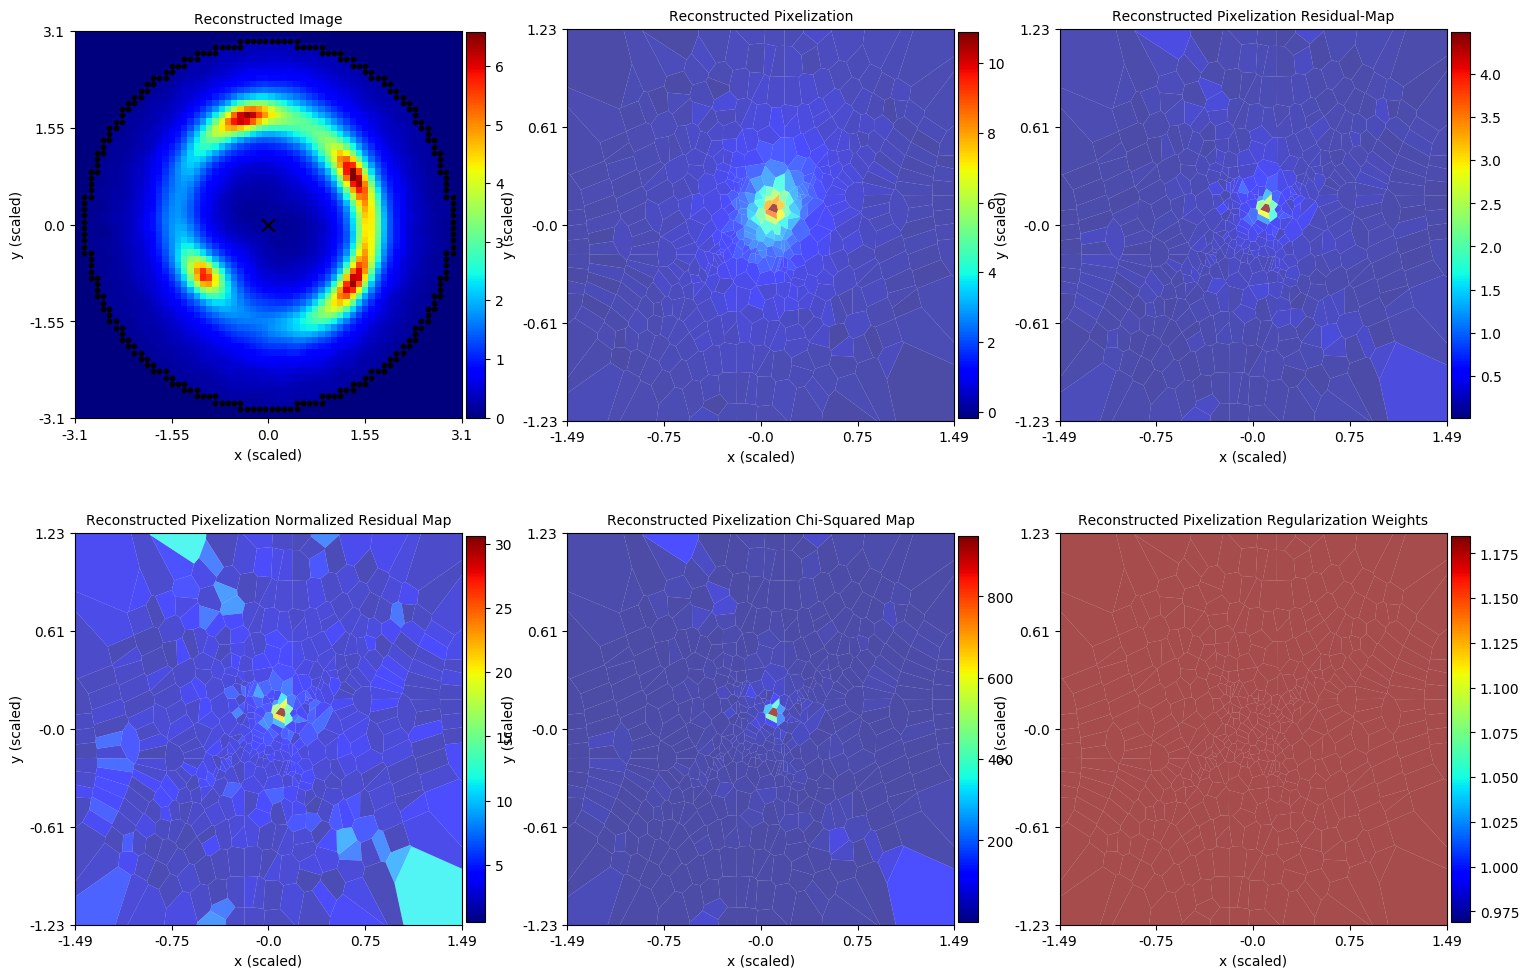 Reconstructed Image
3.1
1.55
0.0
-1.55
-3.1
-3.1 -1.55 0.0 1.55 3.1
x (scaled)
y (scaled)
6
5
4
3
2
1
0
Reconstructed Pixelization
1.23
0.61
-0.0
-0.61
-1.23
-1.49 -0.75 -0.0 0.75 1.49
x (scaled)
y (scaled)
10
8
6
4
2
0
Reconstructed Pixelization Residual-Map
1.23
0.61
-0.0
-0.61
-1.23
-1.49 -0.75 -0.0 0.75 1.49
x (scaled)
y (scaled)
4.0
3.5
3.0
2.5
2.0
1.5
1.0
0.5
Reconstructed Pixelization Normalized Residual Map
1.23
0.61
-0.0
-0.61
-1.23
-1.49 -0.75 -0.0 0.75 1.49
x (scaled)
y (scaled)
30
25
20
15
10
5
Reconstructed Pixelization Chi-Squared Map
1.23
0.61
-0.0
-0.61
-1.23
-1.49 -0.75 -0.0 0.75 1.49
x (scaled)
y (scaled)
800
600
400
200
Reconstructed Pixelization Regularization Weights
1.23
0.61
-0.0
-0.61
-1.23
-1.49 -0.75 -0.0 0.75 1.49
x (scaled)
y (scaled)
1.175
1.150
1.125
1.100
1.075
1.050
1.025
1.000
0.975